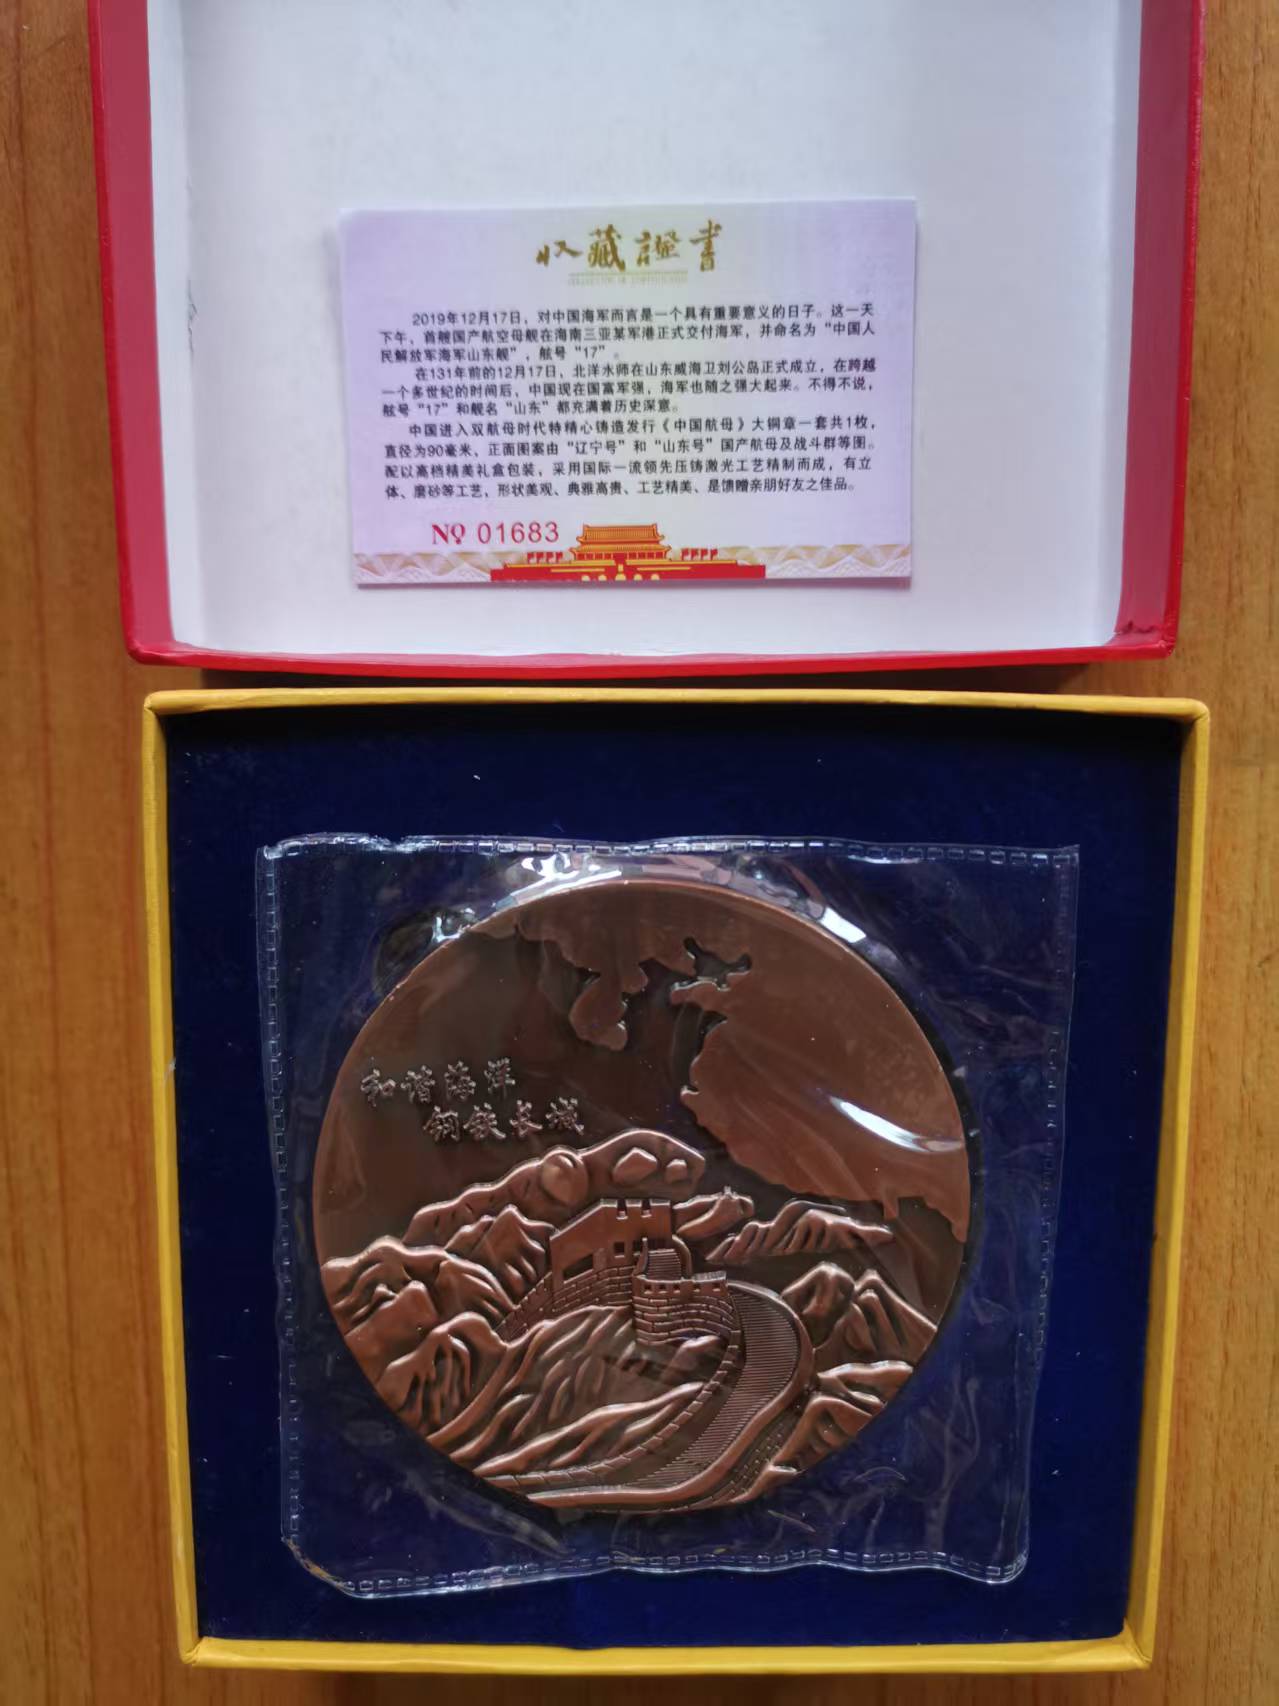 收藏證書
2019年12月17日，对中国海军而言是一个具有重要意义的日子。这一天
下午，首艘国产航空母舰在海南三亚某军港正式交付海军，并命名为“中国人
民解放军海军山东舰”，舷号“17”。
在131年前的12月17日，北洋水师在山东威海卫刘公岛正式成立，在跨越
一个多世纪的时间后，中国现在国富军强，海军也随之强大起来。不得不说，
舷号“17”和舰名“山东”都充满着历史深意。
中国进入双航母时代特精心铸造发行《中国航母》大铜章一套共1枚，
直径为90毫米，正面图案由“辽宁号”和“山东号”国产航母及战斗群等图。
配以高档精美礼盒包装，采用国际一流领先压铸激光工艺精制而成，有立
体、磨砂等工艺，形状美观、典雅高贵、工艺精美、是馈赠亲朋好友之佳品。
№ 01683
和谐海洋
钢铁长城